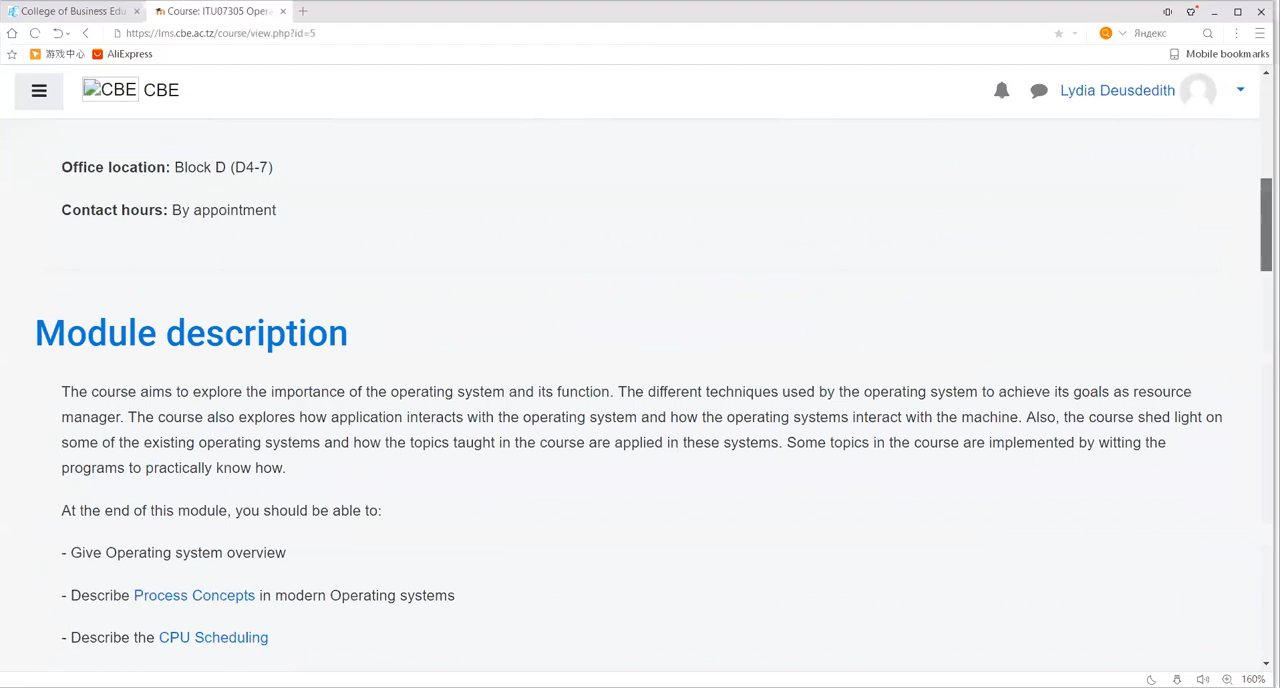 College of Business Edu
Course: ITU07305 Oper
https://lms.cbe.ac.tz/course/view.php?id=5
Яндекс
游戏中心
AliExpress
Mobile bookmarks
CBE CBE
Lydia Deusdedith
Office location: Block D (D4-7)
Contact hours: By appointment
Module description
The course aims to explore the importance of the operating system and its function. The different techniques used by the operating system to achieve its goals as resource
manager. The course also explores how application interacts with the operating system and how the operating systems interact with the machine. Also, the course shed light on
some of the existing operating systems and how the topics taught in the course are applied in these systems. Some topics in the course are implemented by witting the
programs to practically know how.
At the end of this module, you should be able to:
- Give Operating system overview
- Describe Process Concepts in modern Operating systems
- Describe the CPU Scheduling
160%